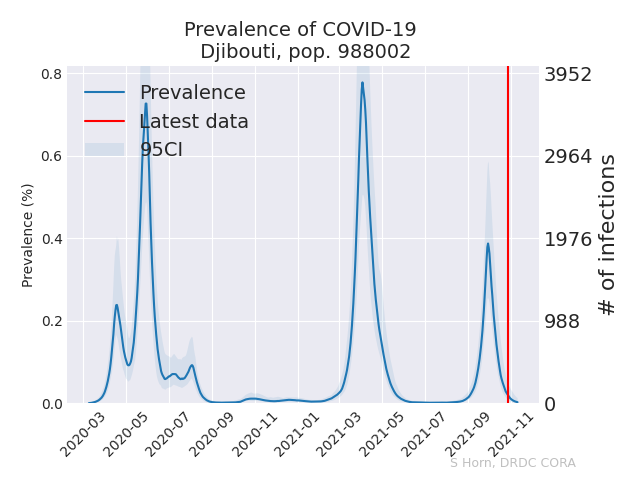 Prevalence of COVID-19
Djibouti, pop. 988002
Prevalence
Latest data
95CI
Prevalence (%)
0.8
0.6
0.4
0.2
0.0
3952
2964
1976
988
0
# of infections
2020-03
2020-05
2020-07
2020-09
2020-11
2021-01
2021-03
2021-05
2021-07
2021-09
2021-11
S Horn, DRDC CORA